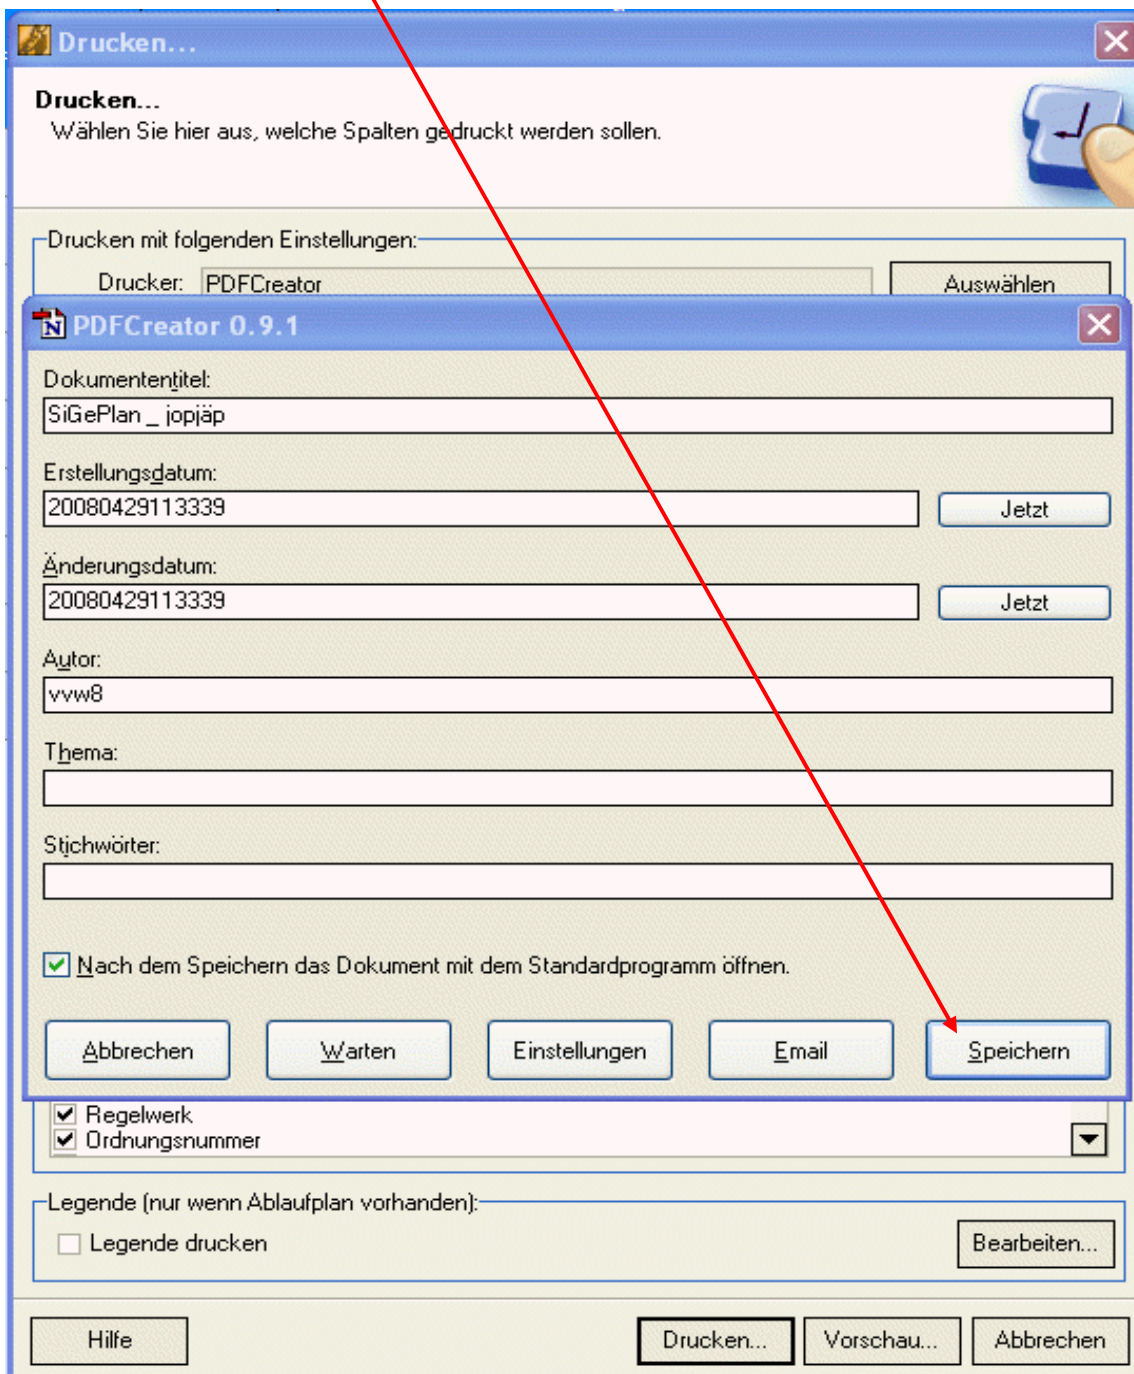 Drucken...
Drucken...
Wählen Sie hier aus, welche Spalten gedruckt werden sollen.
Drucken mit folgenden Einstellungen:
Drucker: PDFCreator Auswählen
PDFCreator 0.9.1
Dokumententitel:
SiGePlan _ jopjäp
Erstellungsdatum:
20080429113339 Jetzt
Änderungsdatum:
20080429113339 Jetzt
Autor:
vvw8
Thema:
Stichwörter:
Nach dem Speichern das Dokument mit dem Standardprogramm öffnen.
Abbrechen Warten Einstellungen Email Speichern
Regelwerk
Ordnungsnummer
Legende (nur wenn Ablaufplan vorhanden):
Legende drucken Bearbeiten...
Hilfe Drucken... Vorschau... Abbrechen